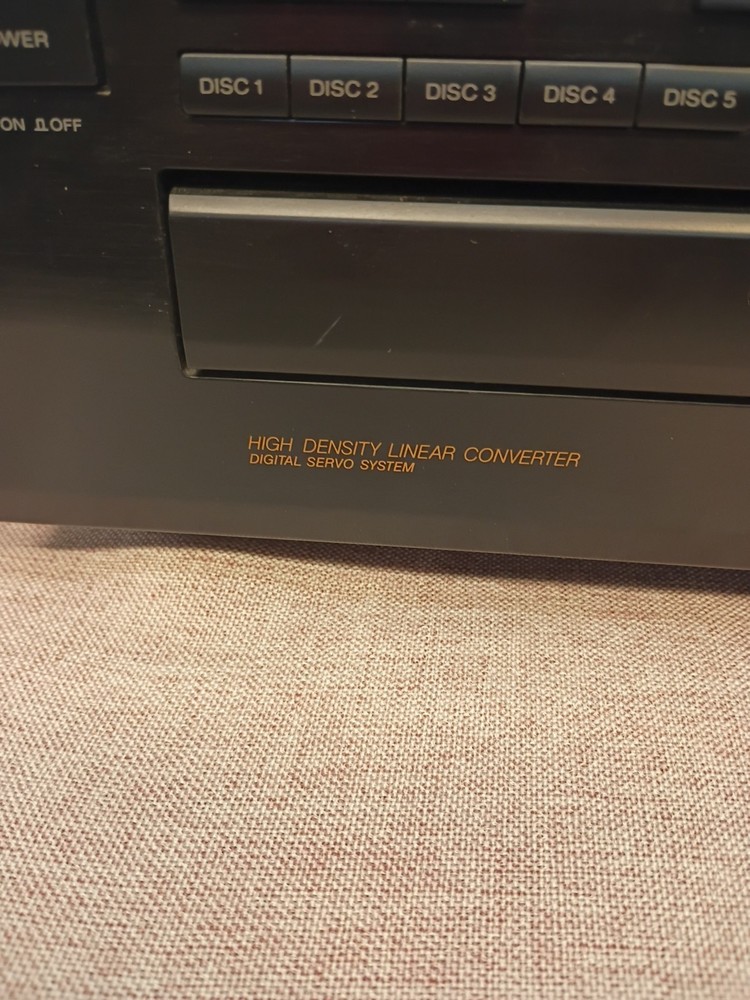 WER
DISC 1 DISC 2 DISC 3 DISC 4 DISC 5
ON OFF
HIGH DENSITY LINEAR CONVERTER
DIGITAL SERVO SYSTEM